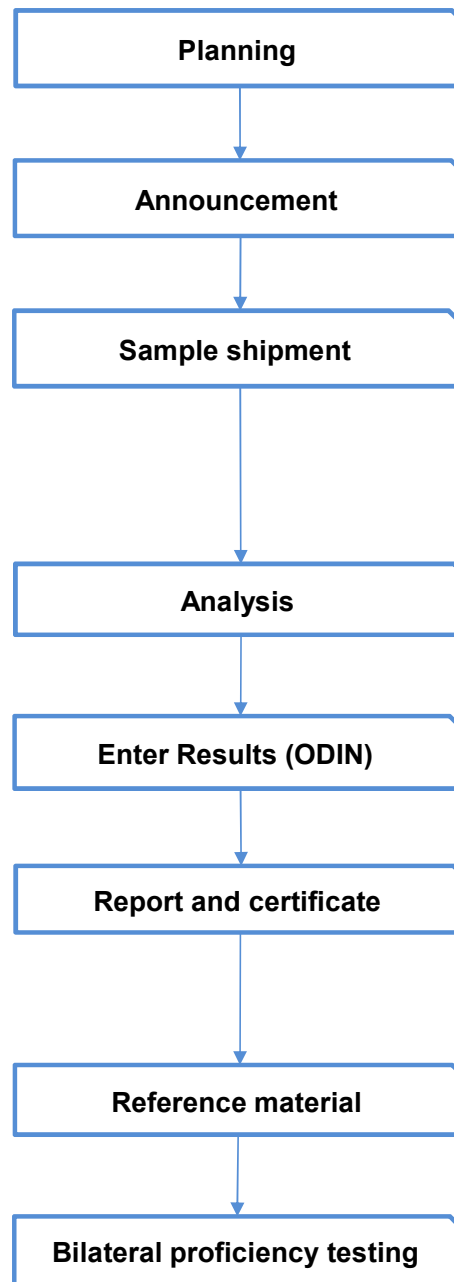 Planning
Announcement
Sample shipment
Analysis
Enter Results (ODIN)
Report and certificate
Reference material
Bilateral proficiency testing